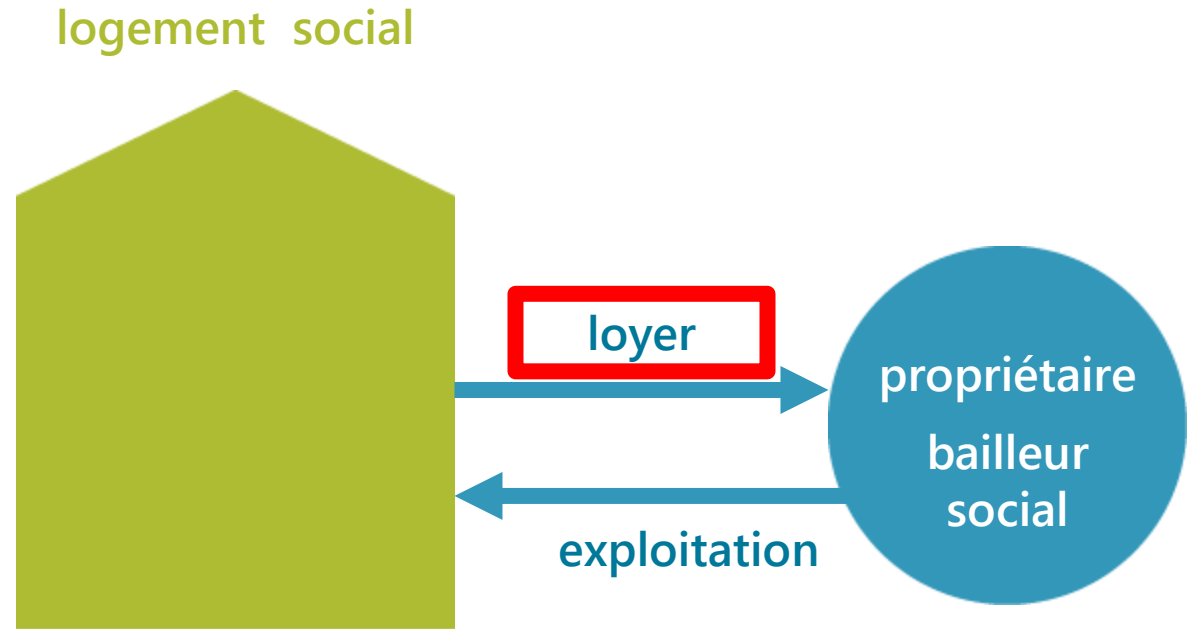 logement social
loyer
propriétaire
bailleur
social
exploitation